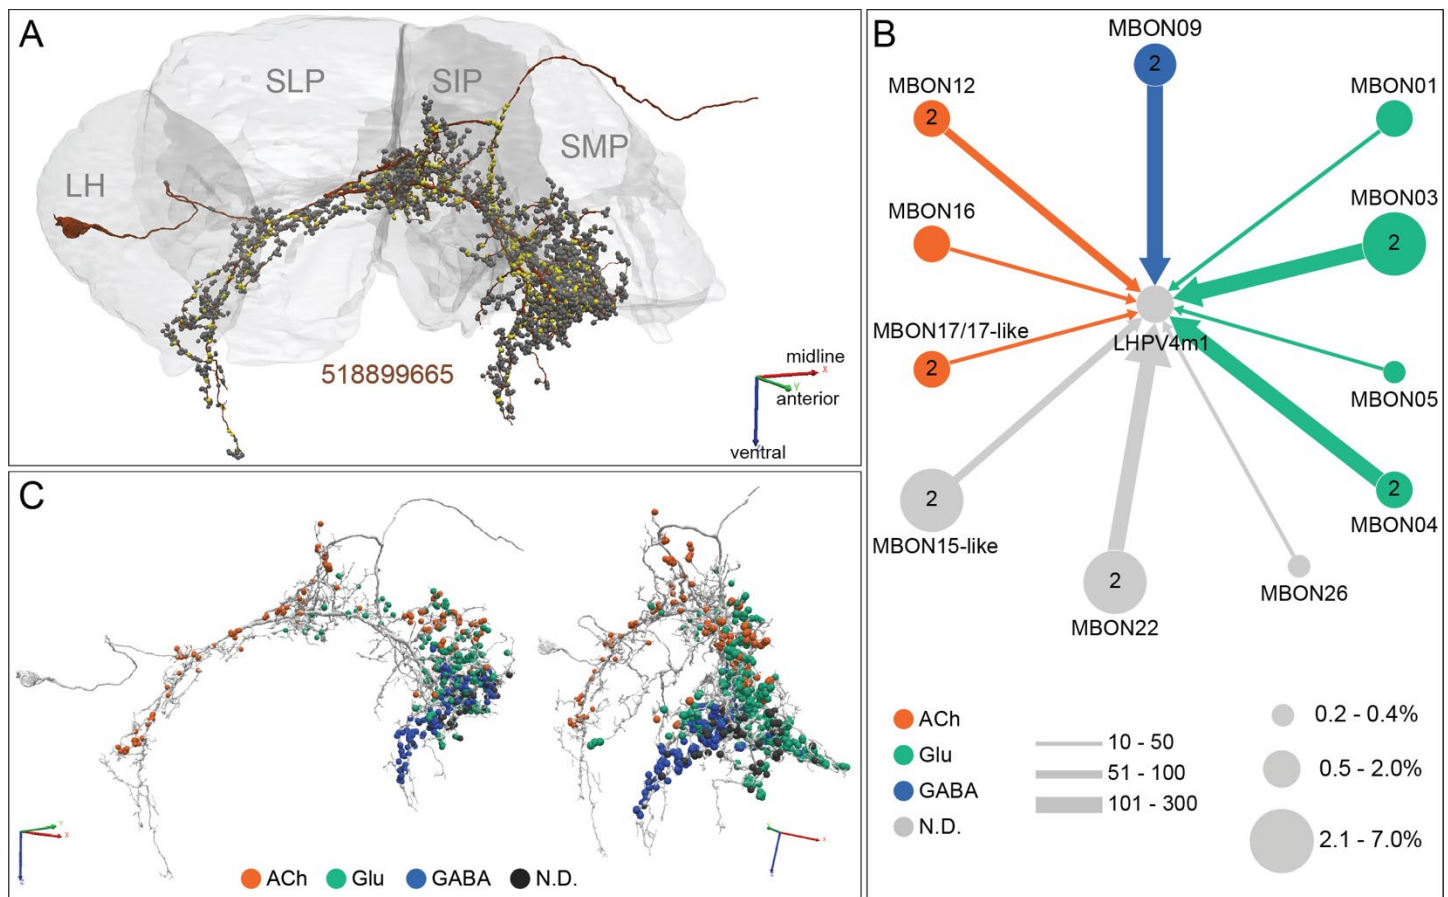 A
SLP
SIP
SMP
LH
518899665
midline
X
Y
anterior
ventral
B
MBON09
2
MBON12
2
MBON01
MBON16
MBON03
2
MBON17/17-like
2
LHPV4m1
MBON05
2
MBON15-like
2
MBON04
2
MBON22
MBON26
ACh
Glu
GABA
N.D.
10 - 50
51 - 100
101 - 300
0.2 - 0.4%
0.5 - 2.0%
2.1 - 7.0%
C
ACh
Glu
GABA
N.D.